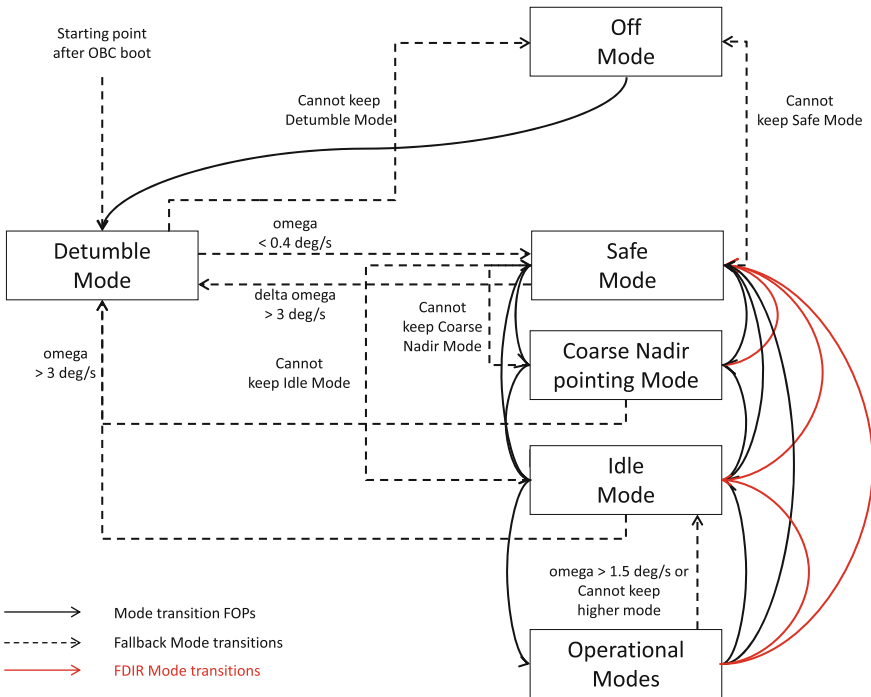 Starting point
after OBC boot
Off
Mode
Cannot keep
Detumble Mode
Cannot
keep Safe Mode
Detumble
Mode
omega
< 0.4 deg/s
Safe
Mode
delta omega
> 3 deg/s
Cannot
keep Coarse
Nadir Mode
omega
> 3 deg/s
Cannot
keep Idle Mode
Coarse Nadir
pointing Mode
Idle
Mode
omega > 1.5 deg/s or
Cannot keep
higher mode
Operational
Modes
Mode transition FOPs
Fallback Mode transitions
FDIR Mode transitions